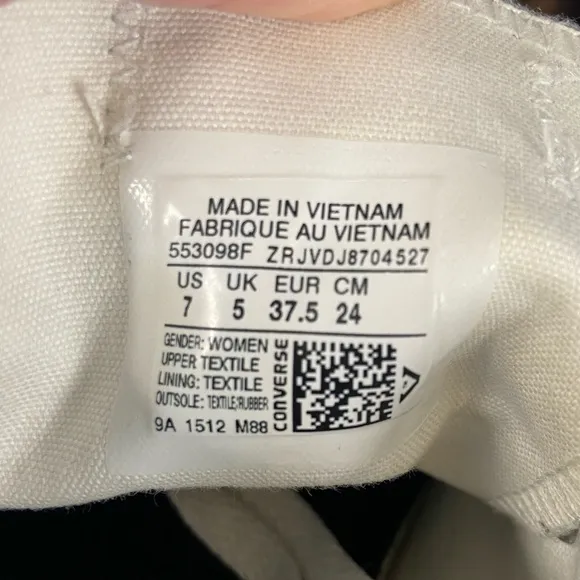 MADE IN VIETNAM
FABRIQUE AU VIETNAM
553098F ZRJVDJ8704527
US UK EUR CM
7 5 37.5 24
GENDER: WOMEN
UPPER TEXTILE
LINING: TEXTILE
OUTSOLE: TEXTILE/RUBBER
CONVERSE
9A 1512 M88